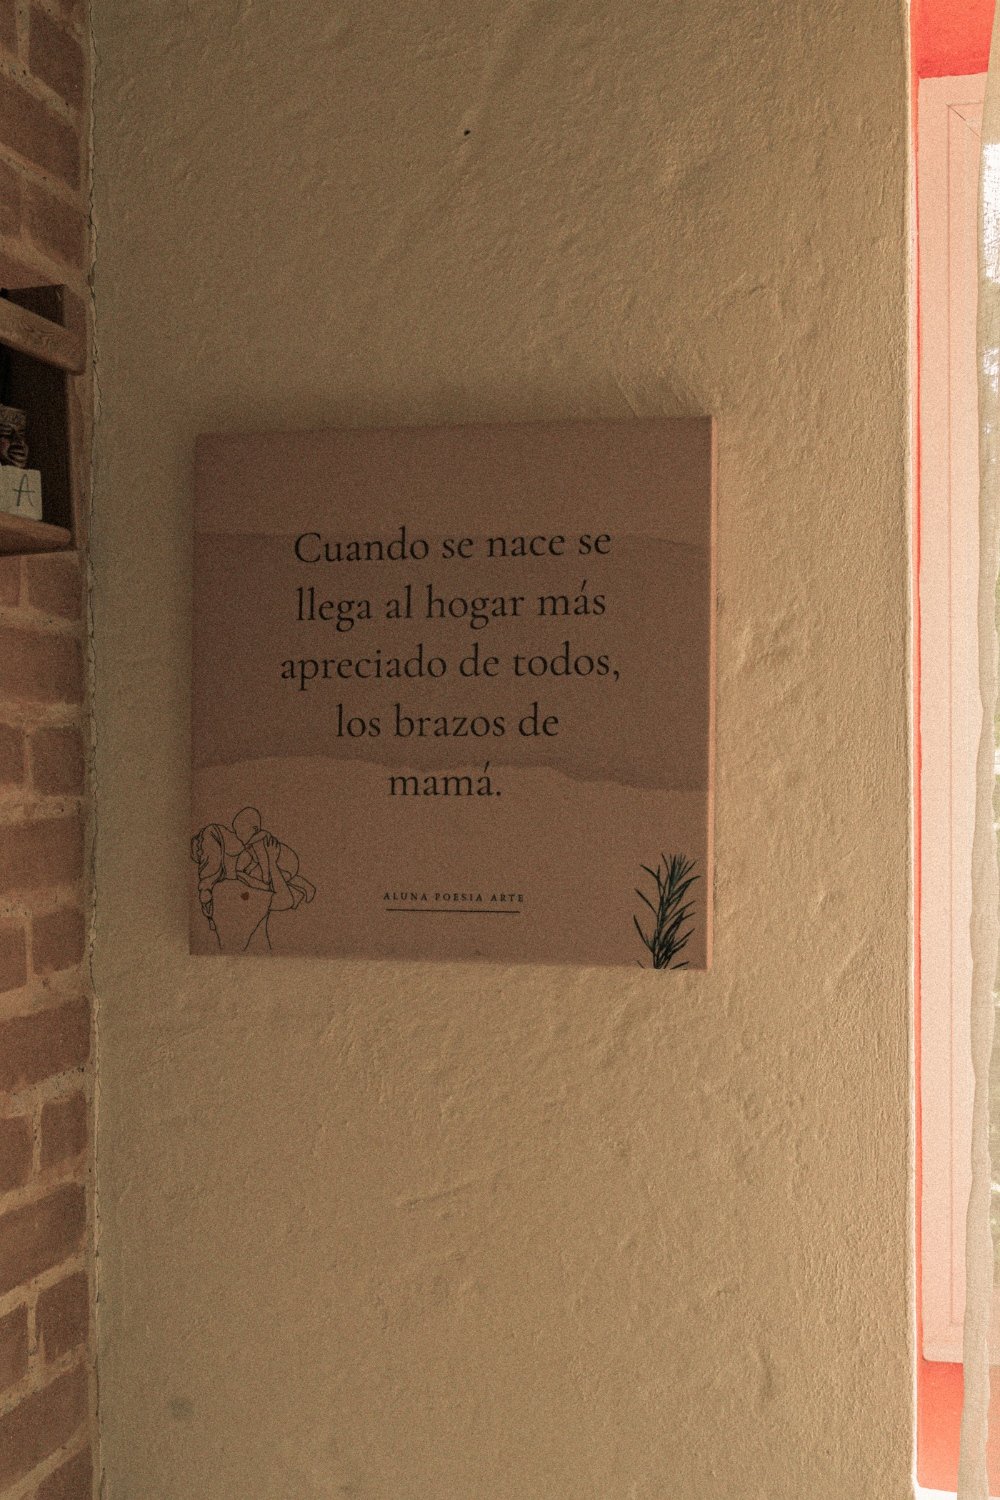 A
Cuando se nace se
llega al hogar más
apreciado de todos,
los brazos de
mamá.
ALUNA POESIA ARTE